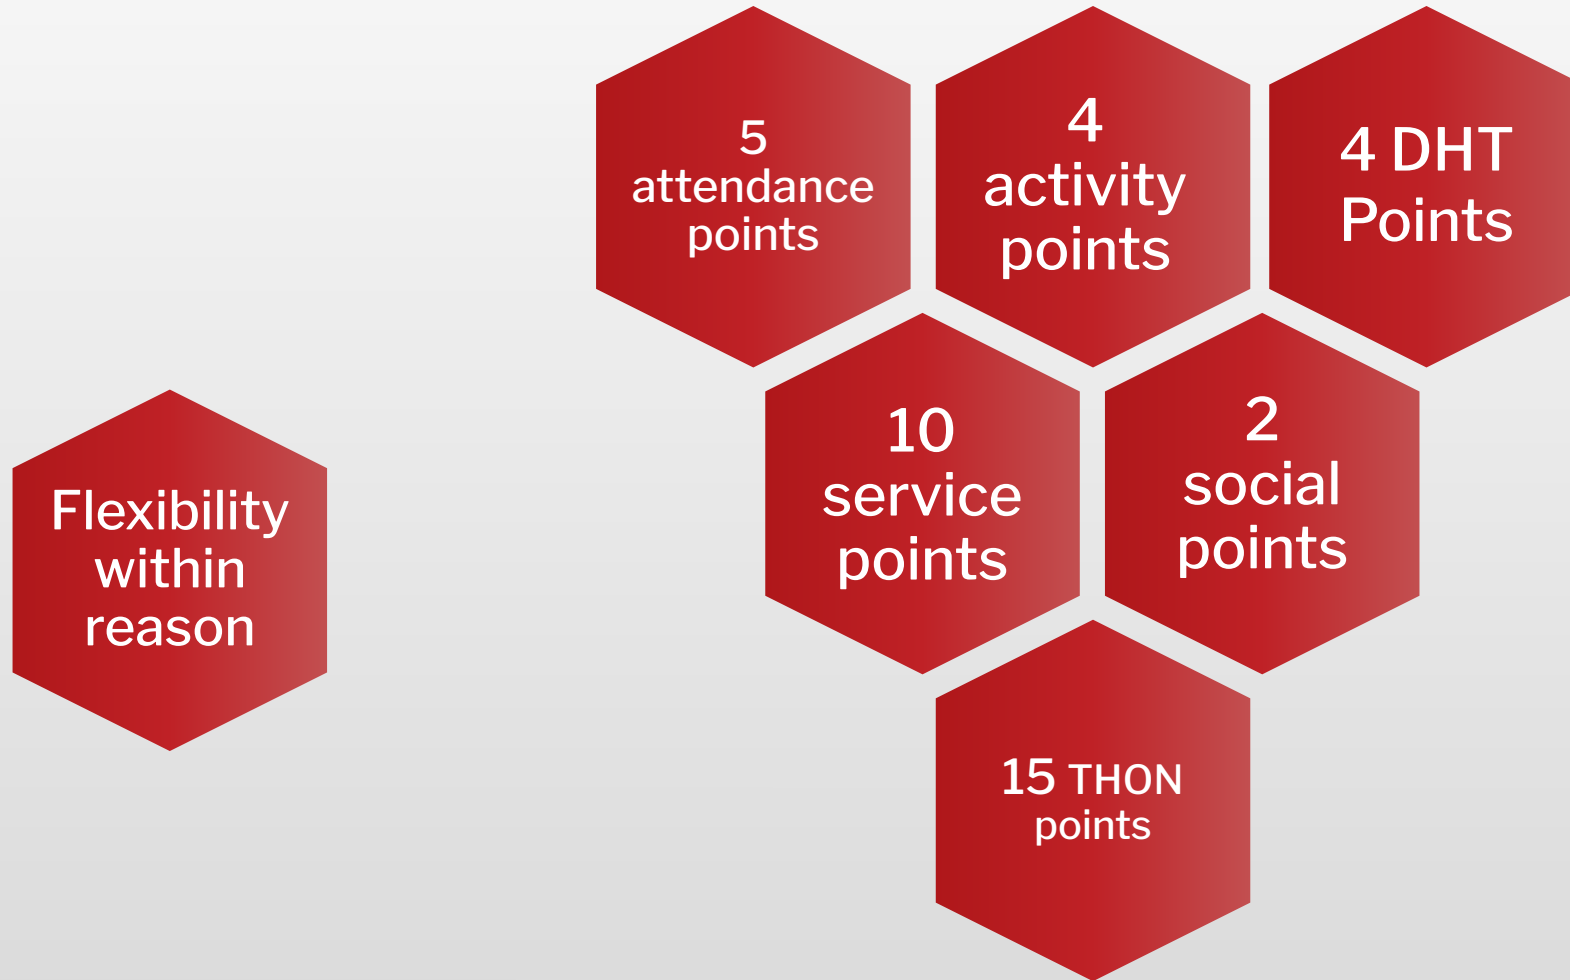 5
attendance
points
4
activity
points
4 DHT
Points
10
service
points
2
social
points
Flexibility
within
reason
15 THON
points